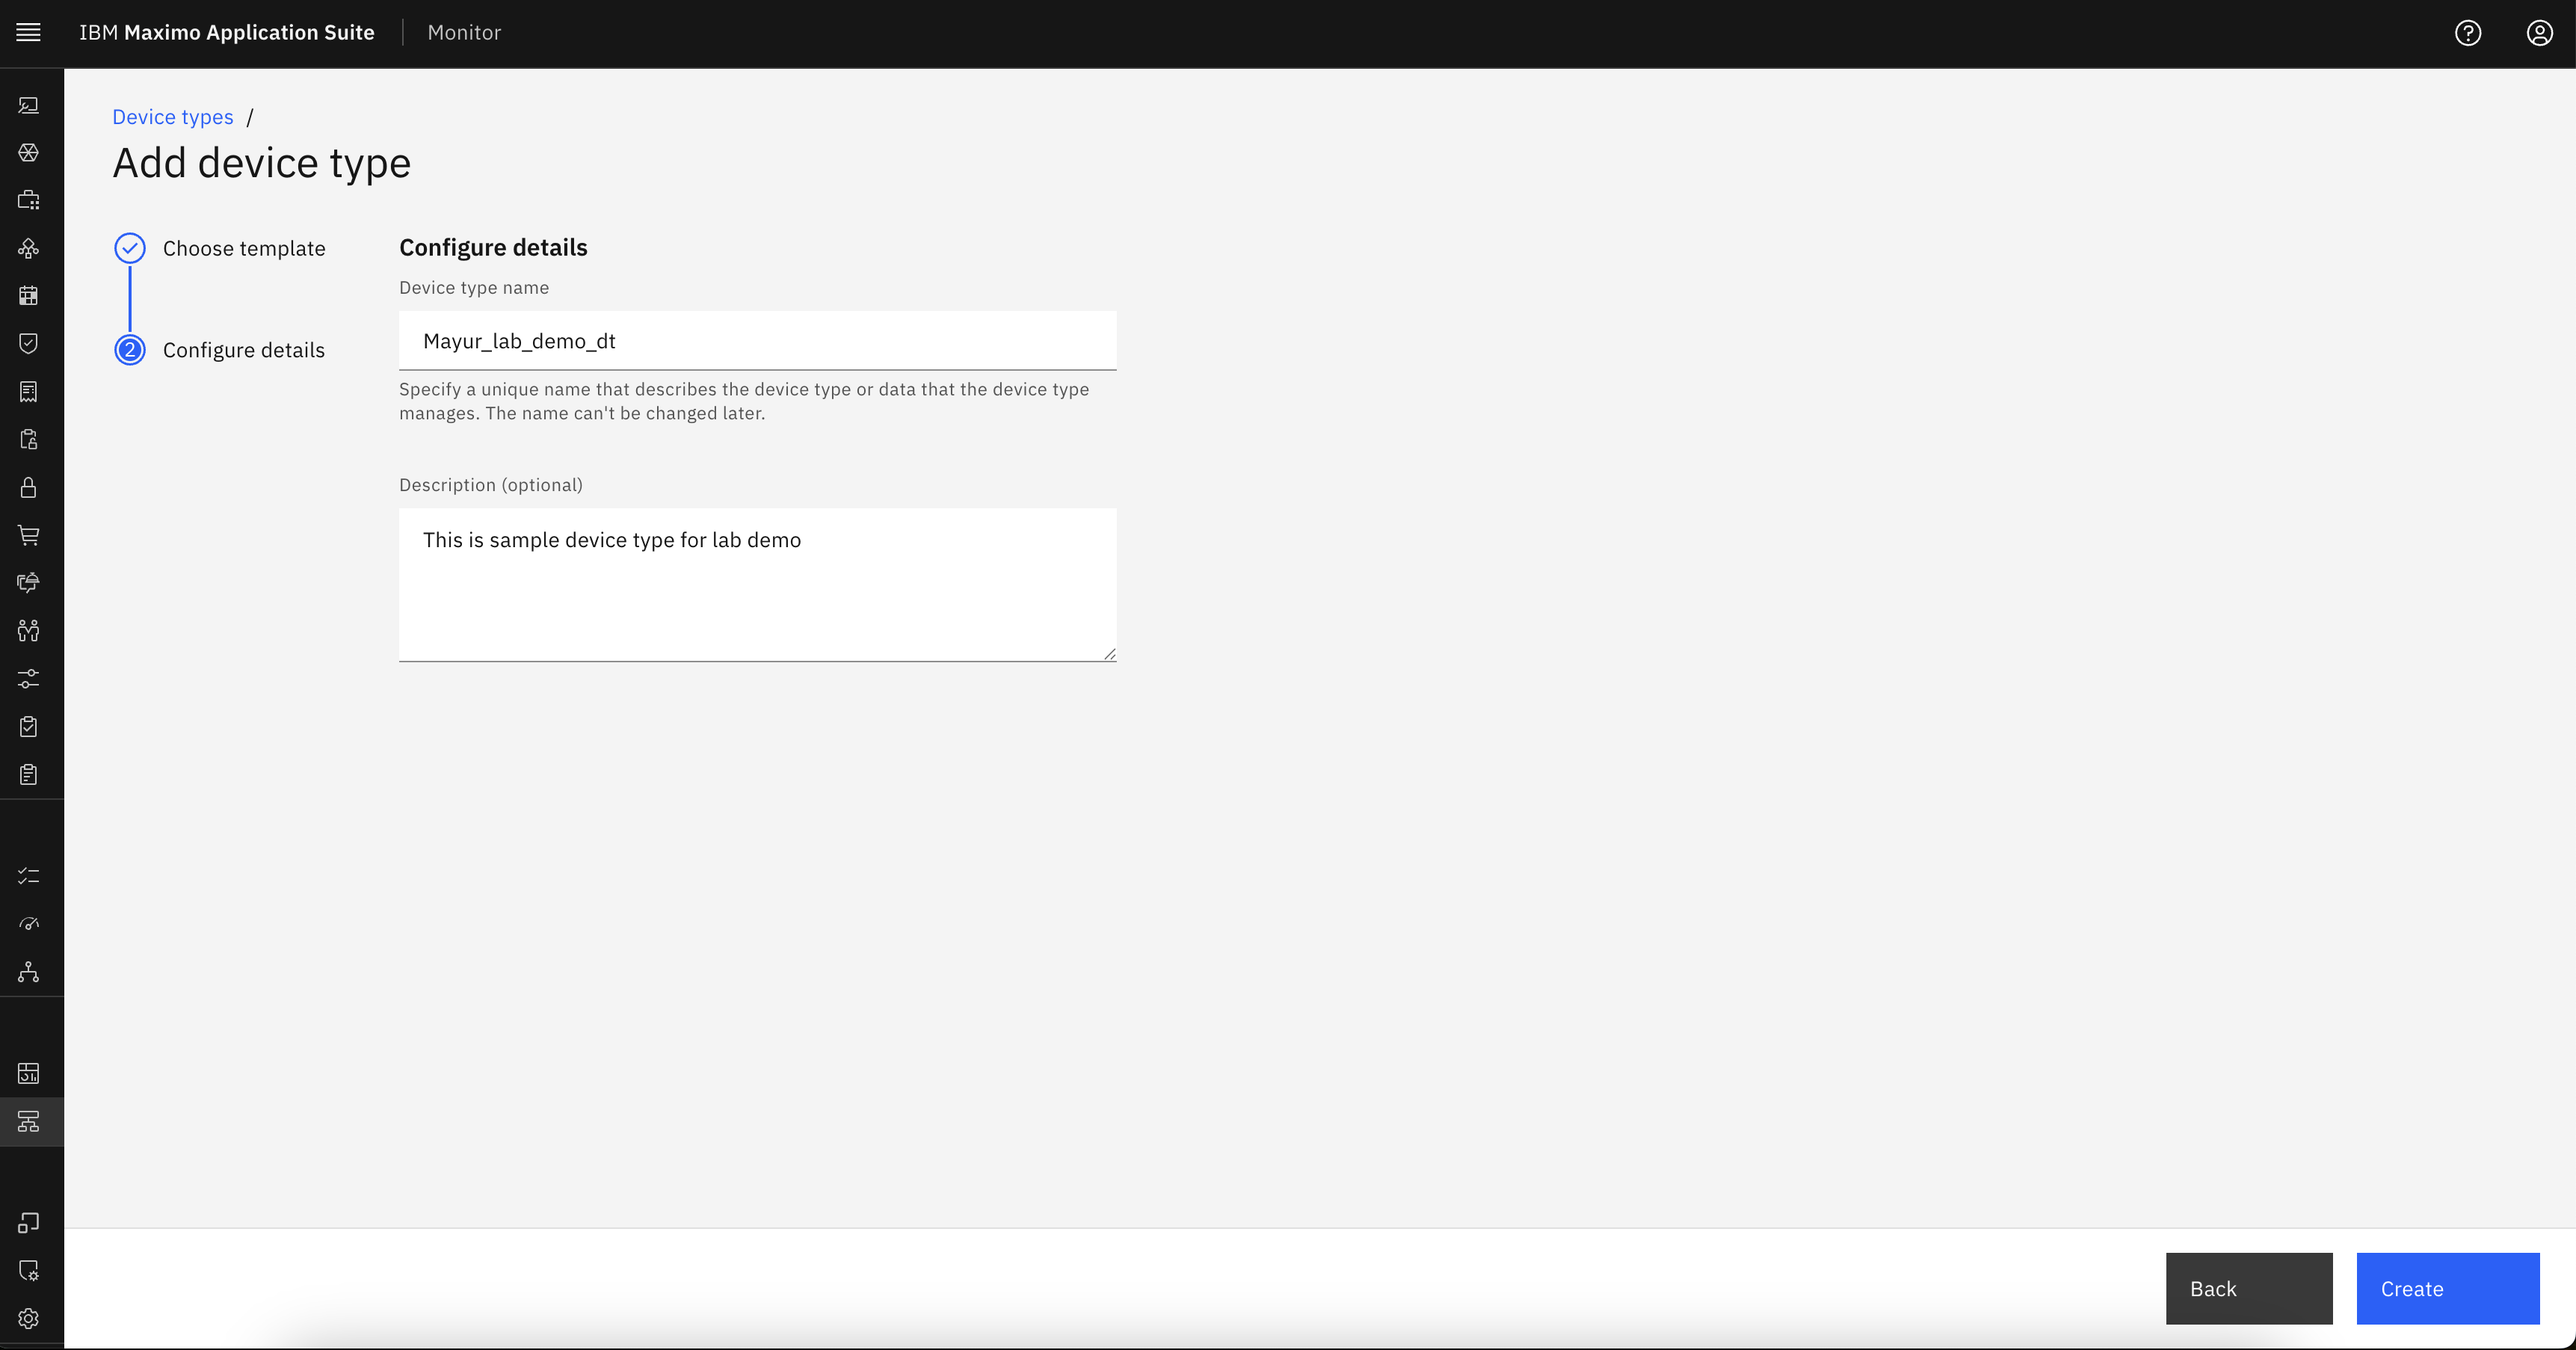 IBM Maximo Application Suite
Monitor
Device types /
Add device type
Choose template
2 Configure details
Configure details
Device type name
Mayur_lab_demo_dt
Specify a unique name that describes the device type or data that the device type
manages. The name can't be changed later.
Description (optional)
This is sample device type for lab demo
Back
Create